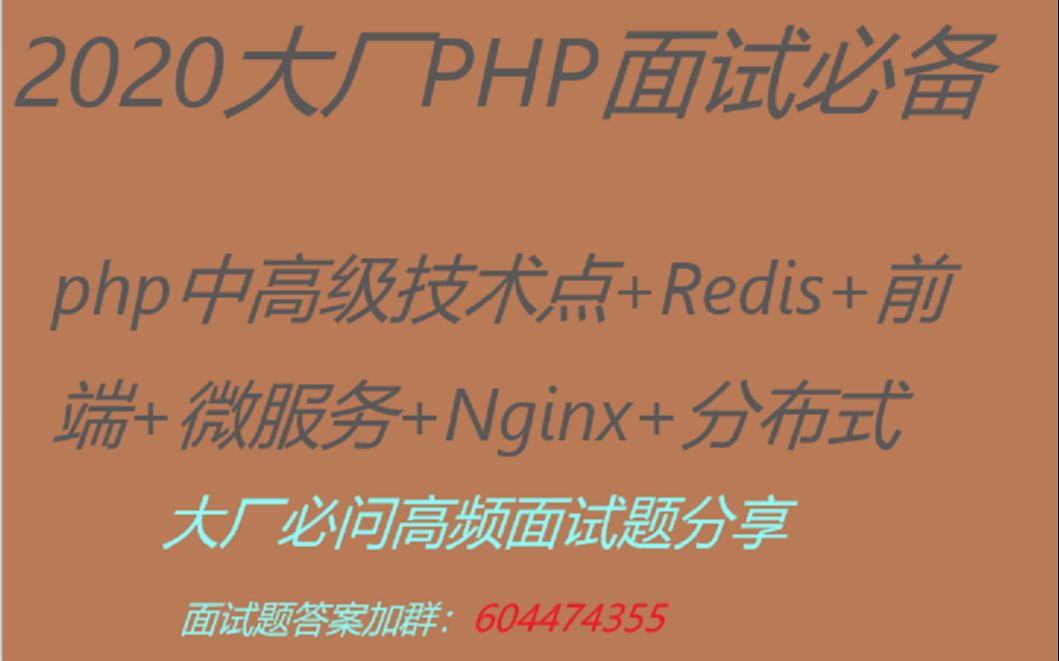 2020大厂PHP面试必备
php中高级技术点+Redis+前
端+微服务+Nginx+分布式
大厂必问高频面试题分享
面试题答案加群：604474355